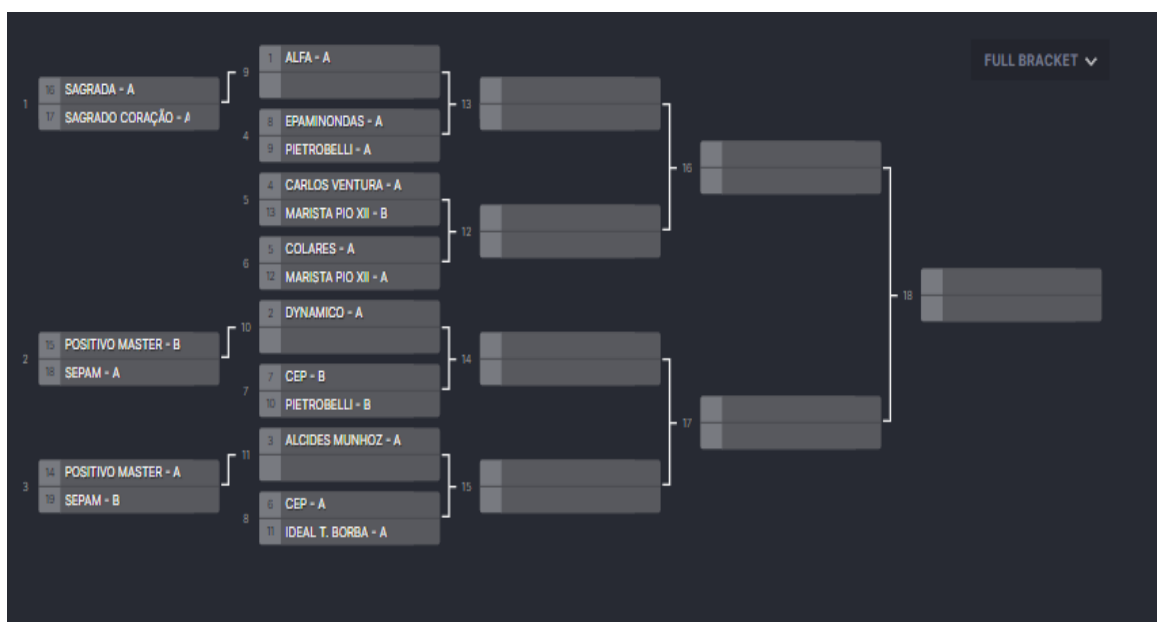 FULL BRACKET
1
16 SAGRADA - A
17 SAGRADO CORAÇÃO - A
2
15 POSITIVO MASTER - B
18 SEPAM - A
3
14 POSITIVO MASTER - A
19 SEPAM - B
9
1 ALFA - A
4
8 EPAMINONDAS - A
9 PIETROBELLI - A
5
4 CARLOS VENTURA - A
13 MARISTA PIO XII - B
6
5 COLARES - A
12 MARISTA PIO XII - A
10
2 DYNAMICO - A
7
7 CEP - B
10 PIETROBELLI - B
11
3 ALCIDES MUNHOZ - A
8
6 CEP - A
11 IDEAL T. BORBA - A
13
12
14
15
16
17
18